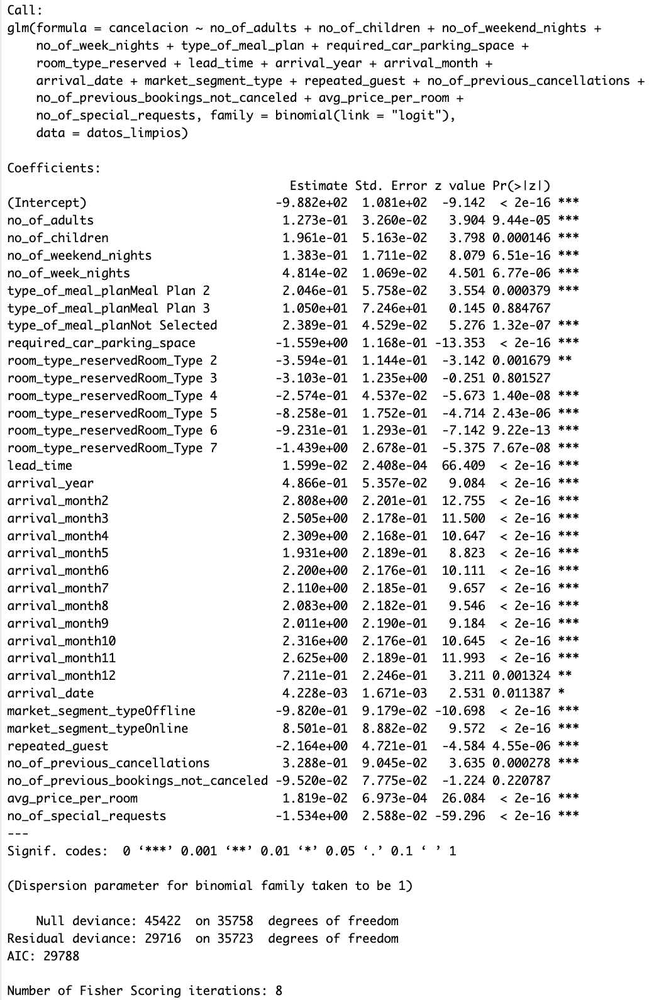 Call:
glm(formula = cancelacion ~ no_of_adults + no_of_children + no_of_weekend_nights +
    no_of_week_nights + type_of_meal_plan + required_car_parking_space +
    room_type_reserved + lead_time + arrival_year + arrival_month +
    arrival_date + market_segment_type + repeated_guest + no_of_previous_cancellations +
    no_of_previous_bookings_not_canceled + avg_price_per_room +
    no_of_special_requests, family = binomial(link = "logit"),
    data = datos_limpios)

Coefficients:
                                       Estimate Std. Error z value Pr(>|z|)
(Intercept)                          -9.882e+02  1.081e+02  -9.142  < 2e-16 ***
no_of_adults                          1.273e-01  3.260e-02   3.904 9.44e-05 ***
no_of_children                        1.961e-01  5.163e-02   3.798 0.000146 ***
no_of_weekend_nights                  1.383e-01  1.711e-02   8.079 6.51e-16 ***
no_of_week_nights                     4.814e-02  1.069e-02   4.501 6.77e-06 ***
type_of_meal_planMeal Plan 2          2.046e-01  5.758e-02   3.554 0.000379 ***
type_of_meal_planMeal Plan 3          1.050e+01  7.246e+01   0.145 0.884767
type_of_meal_planNot Selected         2.389e-01  4.529e-02   5.276 1.32e-07 ***
required_car_parking_space           -1.559e+00  1.168e-01 -13.353  < 2e-16 ***
room_type_reservedRoom_Type 2        -3.594e-01  1.144e-01  -3.142 0.001679 **
room_type_reservedRoom_Type 3        -3.103e-01  1.235e+00  -0.251 0.801527
room_type_reservedRoom_Type 4        -2.574e-01  4.537e-02  -5.673 1.40e-08 ***
room_type_reservedRoom_Type 5        -8.258e-01  1.752e-01  -4.714 2.43e-06 ***
room_type_reservedRoom_Type 6        -9.231e-01  1.293e-01  -7.142 9.22e-13 ***
room_type_reservedRoom_Type 7        -1.439e+00  2.678e-01  -5.375 7.67e-08 ***
lead_time                             1.599e-02  2.408e-04  66.409  < 2e-16 ***
arrival_year                          4.866e-01  5.357e-02   9.084  < 2e-16 ***
arrival_month2                        2.808e+00  2.201e-01  12.755  < 2e-16 ***
arrival_month3                        2.505e+00  2.178e-01  11.500  < 2e-16 ***
arrival_month4                        2.309e+00  2.168e-01  10.647  < 2e-16 ***
arrival_month5                        1.931e+00  2.189e-01   8.823  < 2e-16 ***
arrival_month6                        2.200e+00  2.176e-01  10.111  < 2e-16 ***
arrival_month7                        2.110e+00  2.185e-01   9.657  < 2e-16 ***
arrival_month8                        2.083e+00  2.182e-01   9.546  < 2e-16 ***
arrival_month9                        2.011e+00  2.190e-01   9.184  < 2e-16 ***
arrival_month10                       2.316e+00  2.176e-01  10.645  < 2e-16 ***
arrival_month11                       2.625e+00  2.189e-01  11.993  < 2e-16 ***
arrival_month12                       7.211e-01  2.246e-01   3.211 0.001324 **
arrival_date                          4.228e-03  1.671e-03   2.531 0.011387 *
market_segment_typeOffline           -9.820e-01  9.179e-02 -10.698  < 2e-16 ***
market_segment_typeOnline             8.501e-01  8.882e-02   9.572  < 2e-16 ***
repeated_guest                       -2.164e+00  4.721e-01  -4.584 4.55e-06 ***
no_of_previous_cancellations          3.288e-01  9.045e-02   3.635 0.000278 ***
no_of_previous_bookings_not_canceled -9.520e-02  7.775e-02  -1.224 0.220787
avg_price_per_room                    1.819e-02  6.973e-04  26.084  < 2e-16 ***
no_of_special_requests               -1.534e+00  2.588e-02 -59.296  < 2e-16 ***
---
Signif. codes:  0 ‘***’ 0.001 ‘**’ 0.01 ‘*’ 0.05 ‘.’ 0.1 ‘ ’ 1

(Dispersion parameter for binomial family taken to be 1)

    Null deviance: 45422  on 35758  degrees of freedom
Residual deviance: 29716  on 35723  degrees of freedom
AIC: 29788

Number of Fisher Scoring iterations: 8